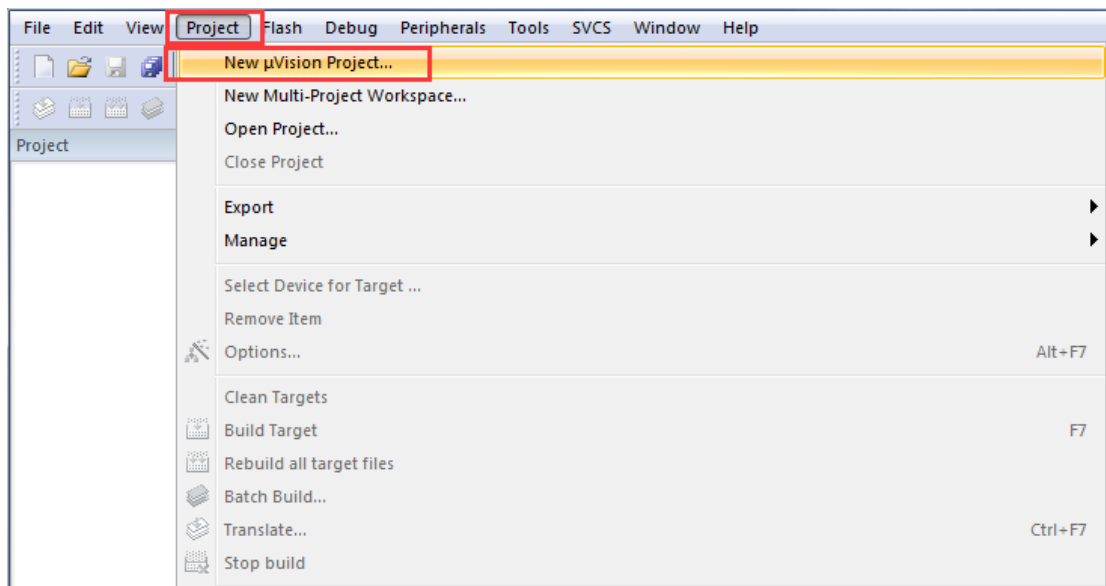 File Edit View Project Flash Debug Peripherals Tools SVCS Window Help
New µVision Project...
New Multi-Project Workspace...
Open Project...
Project
Close Project
Export
Manage
Select Device for Target ...
Remove Item
Options... Alt+F7
Clean Targets
Build Target F7
Rebuild all target files
Batch Build...
Translate... Ctrl+F7
Stop build